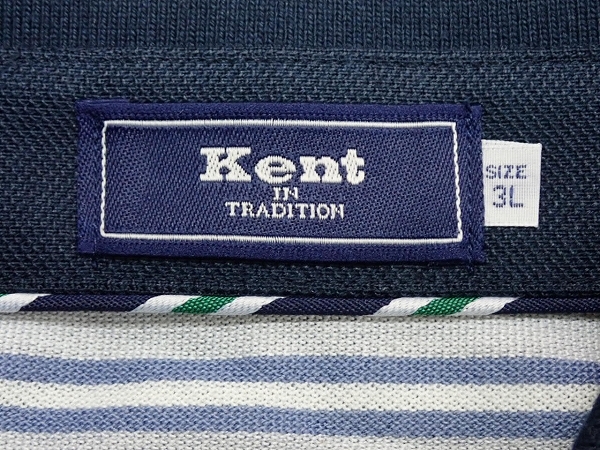 Kent
IN
TRADITION
SIZE
3L